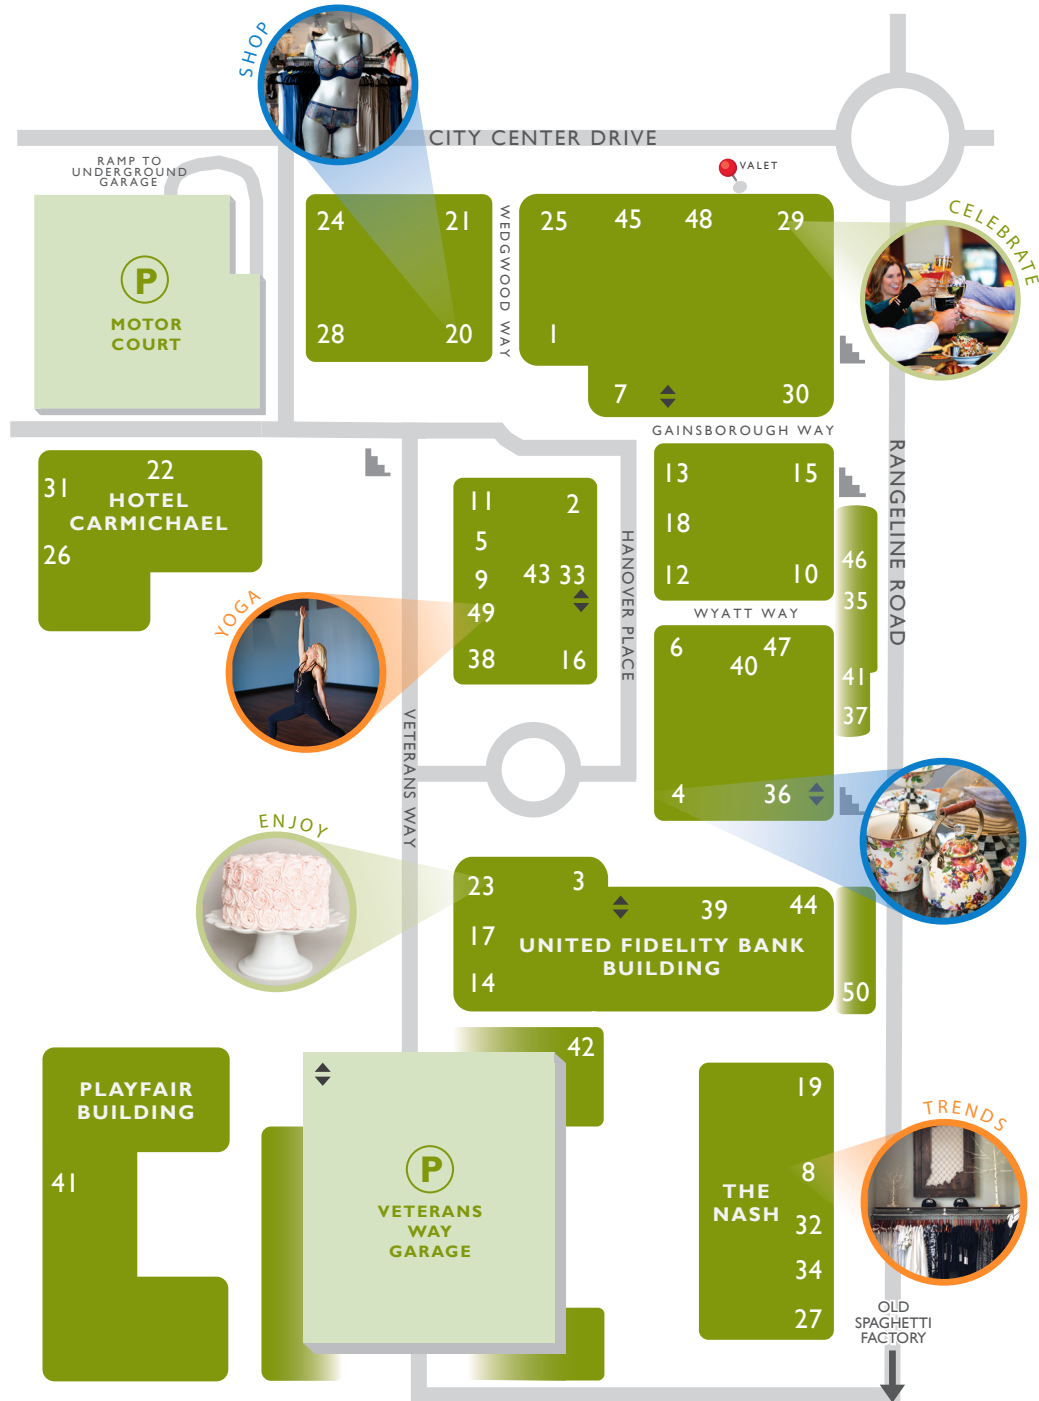 SHOP
CITY CENTER DRIVE
RAMP TO
UNDERGROUND
GARAGE
VALET
CELEBRATE
24
21
WEDGWOOD WAY
25
45
48
29
P
MOTOR
COURT
28
20
1
7
30
GAINSBOROUGH WAY
RANGELINE ROAD
31
22
HOTEL
CARMICHAEL
26
11
2
5
9
43
33
49
38
16
HANOVER PLACE
13
15
18
12
10
46
35
41
37
WYATT WAY
6
47
40
4
36
YOGA
VETERANS WAY
ENJOY
23
3
39
44
17
UNITED FIDELITY BANK
BUILDING
14
50
42
PLAYFAIR
BUILDING
41
P
VETERANS
WAY
GARAGE
19
8
THE
NASH
32
34
27
TRENDS
OLD
SPAGHETTI
FACTORY